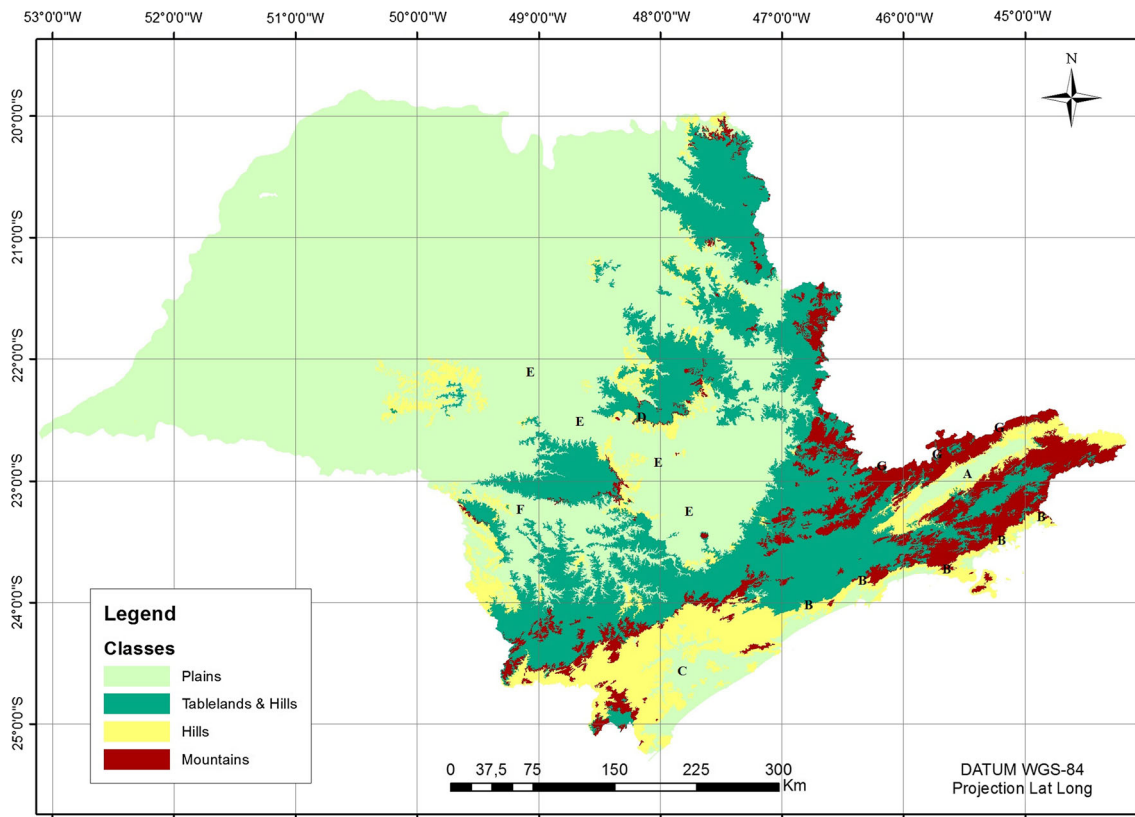 53°0'0"W 52°0'0"W 51°0'0"W 50°0'0"W 49°0'0"W 48°0'0"W 47°0'0"W 46°0'0"W 45°0'0"W
N
20°0'0"S
21°0'0"S
22°0'0"S
E
D
E
G
G
E
G
A
23°0'0"S
F
E
B
B
B
B
24°0'0"S
B
C
25°0'0"S
Legend
Classes
Plains
Tablelands & Hills
Hills
Mountains
0 37,5 75 150 225 300
Km
DATUM WGS-84
Projection Lat Long